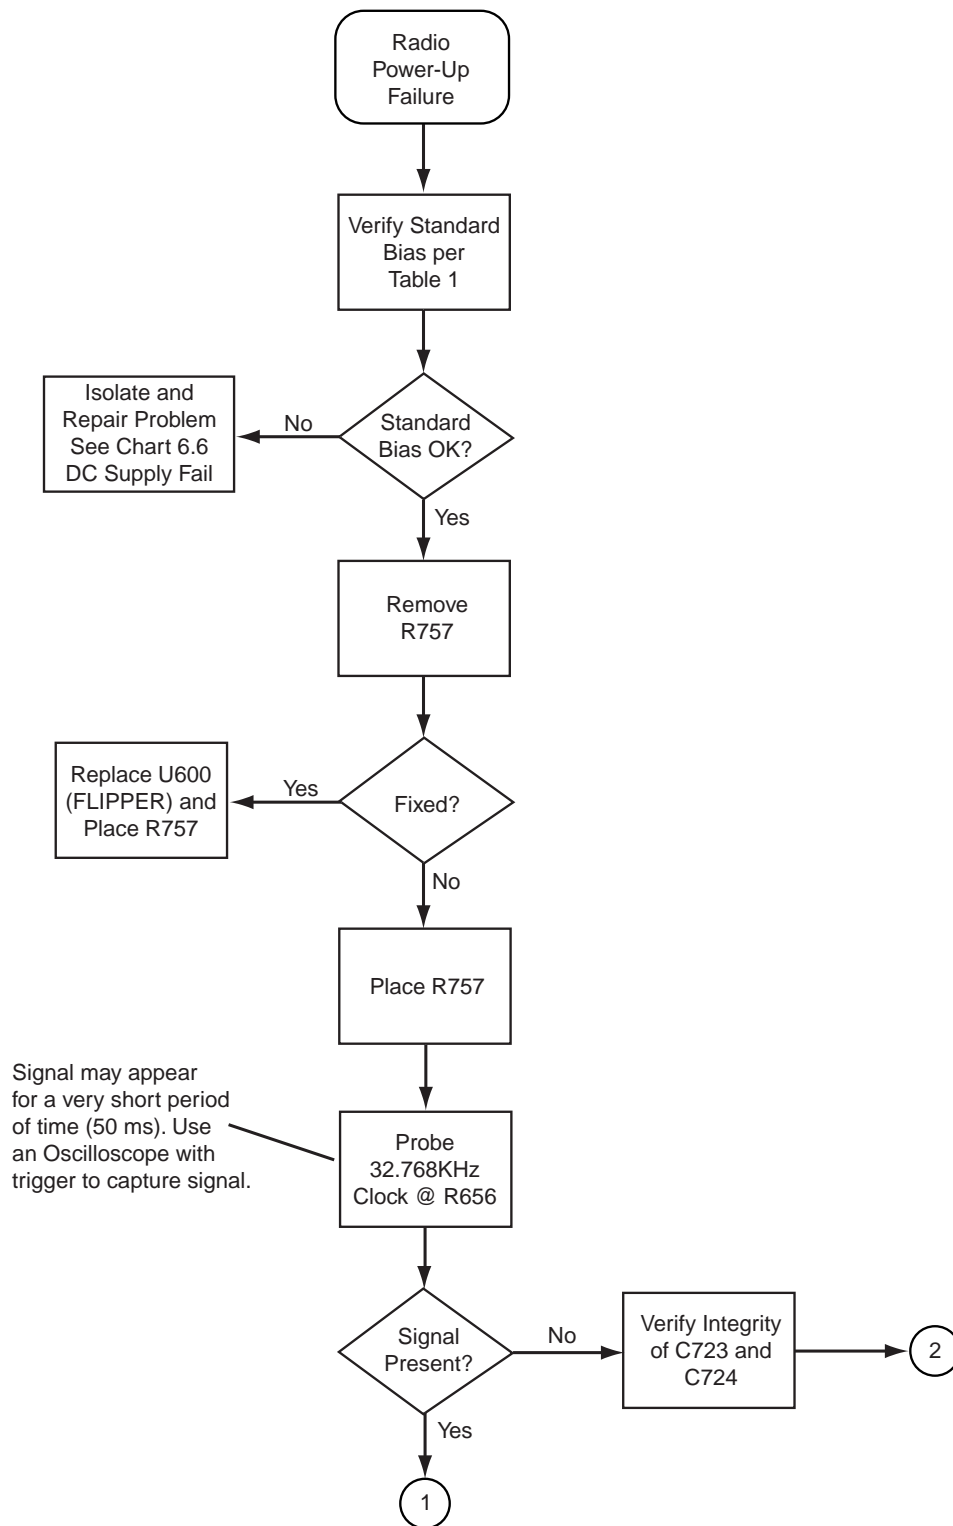 Radio
Power-Up
Failure
Verify Standard
Bias per
Table 1
Isolate and
Repair Problem
See Chart 6.6
DC Supply Fail
No
Standard
Bias OK?
Yes
Remove
R757
Replace U600
(FLIPPER) and
Place R757
Yes
Fixed?
No
Place R757
Signal may appear
for a very short period
of time (50 ms). Use
an Oscilloscope with
trigger to capture signal.
Probe
32.768KHz
Clock @ R656
Signal
Present?
No
Verify Integrity
of C723 and
C724
2
Yes
1